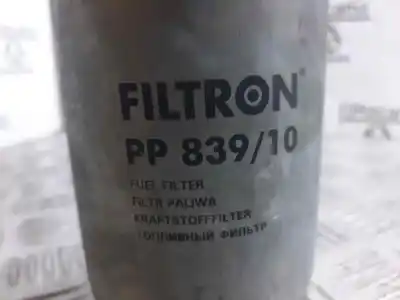 FILTRON®
PP 839/10
FUEL FILTER
FILTR PALIWA
KRAFTSTOFFFILTER
ТОПЛИВНЫЙ ФИЛЬТР